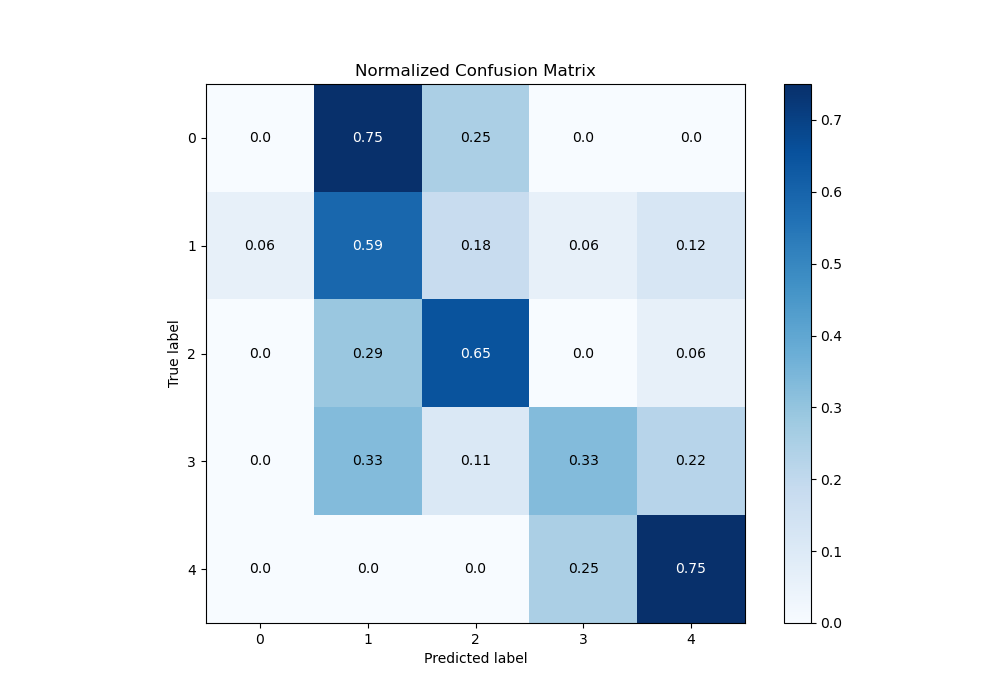 Normalized Confusion Matrix
0 0.0 0.75 0.25 0.0 0.0
1 0.06 0.59 0.18 0.06 0.12
2 0.0 0.29 0.65 0.0 0.06
3 0.0 0.33 0.11 0.33 0.22
4 0.0 0.0 0.0 0.25 0.75
0 1 2 3 4
Predicted label
True label
0.7
0.6
0.5
0.4
0.3
0.2
0.1
0.0